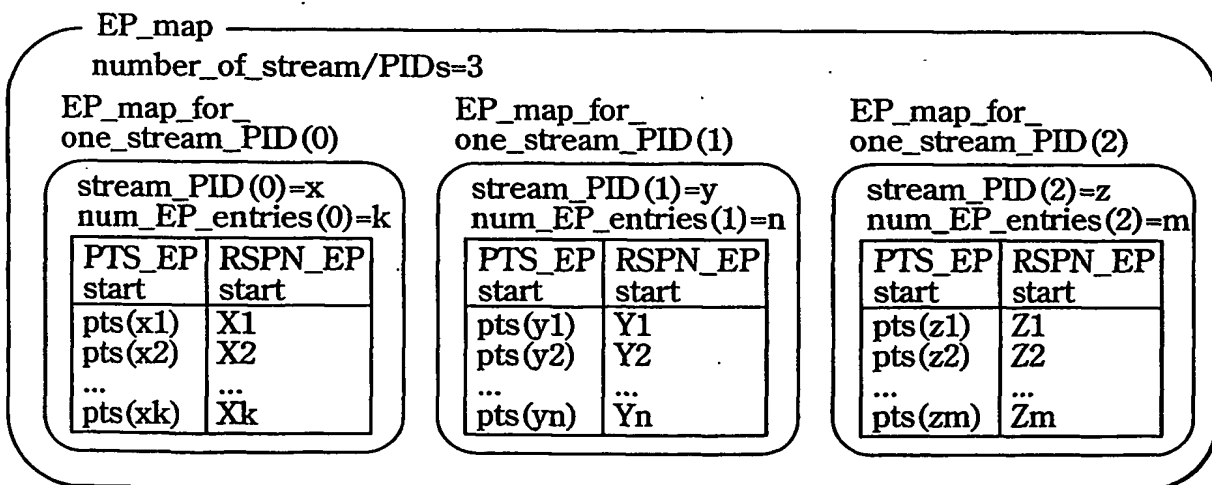 EP_map
number_of_stream/PIDs=3
EP_map_for_
one_stream_PID(0)
stream_PID(0)=x
num_EP_entries(0)=k
PTS_EP RSPN_EP
start start
pts(x1) X1
pts(x2) X2
... ...
pts(xk) Xk
EP_map_for_
one_stream_PID(1)
stream_PID(1)=y
num_EP_entries(1)=n
PTS_EP RSPN_EP
start start
pts(y1) Y1
pts(y2) Y2
... ...
pts(yn) Yn
EP_map_for_
one_stream_PID(2)
stream_PID(2)=z
num_EP_entries(2)=m
PTS_EP RSPN_EP
start start
pts(z1) Z1
pts(z2) Z2
... ...
pts(zm) Zm